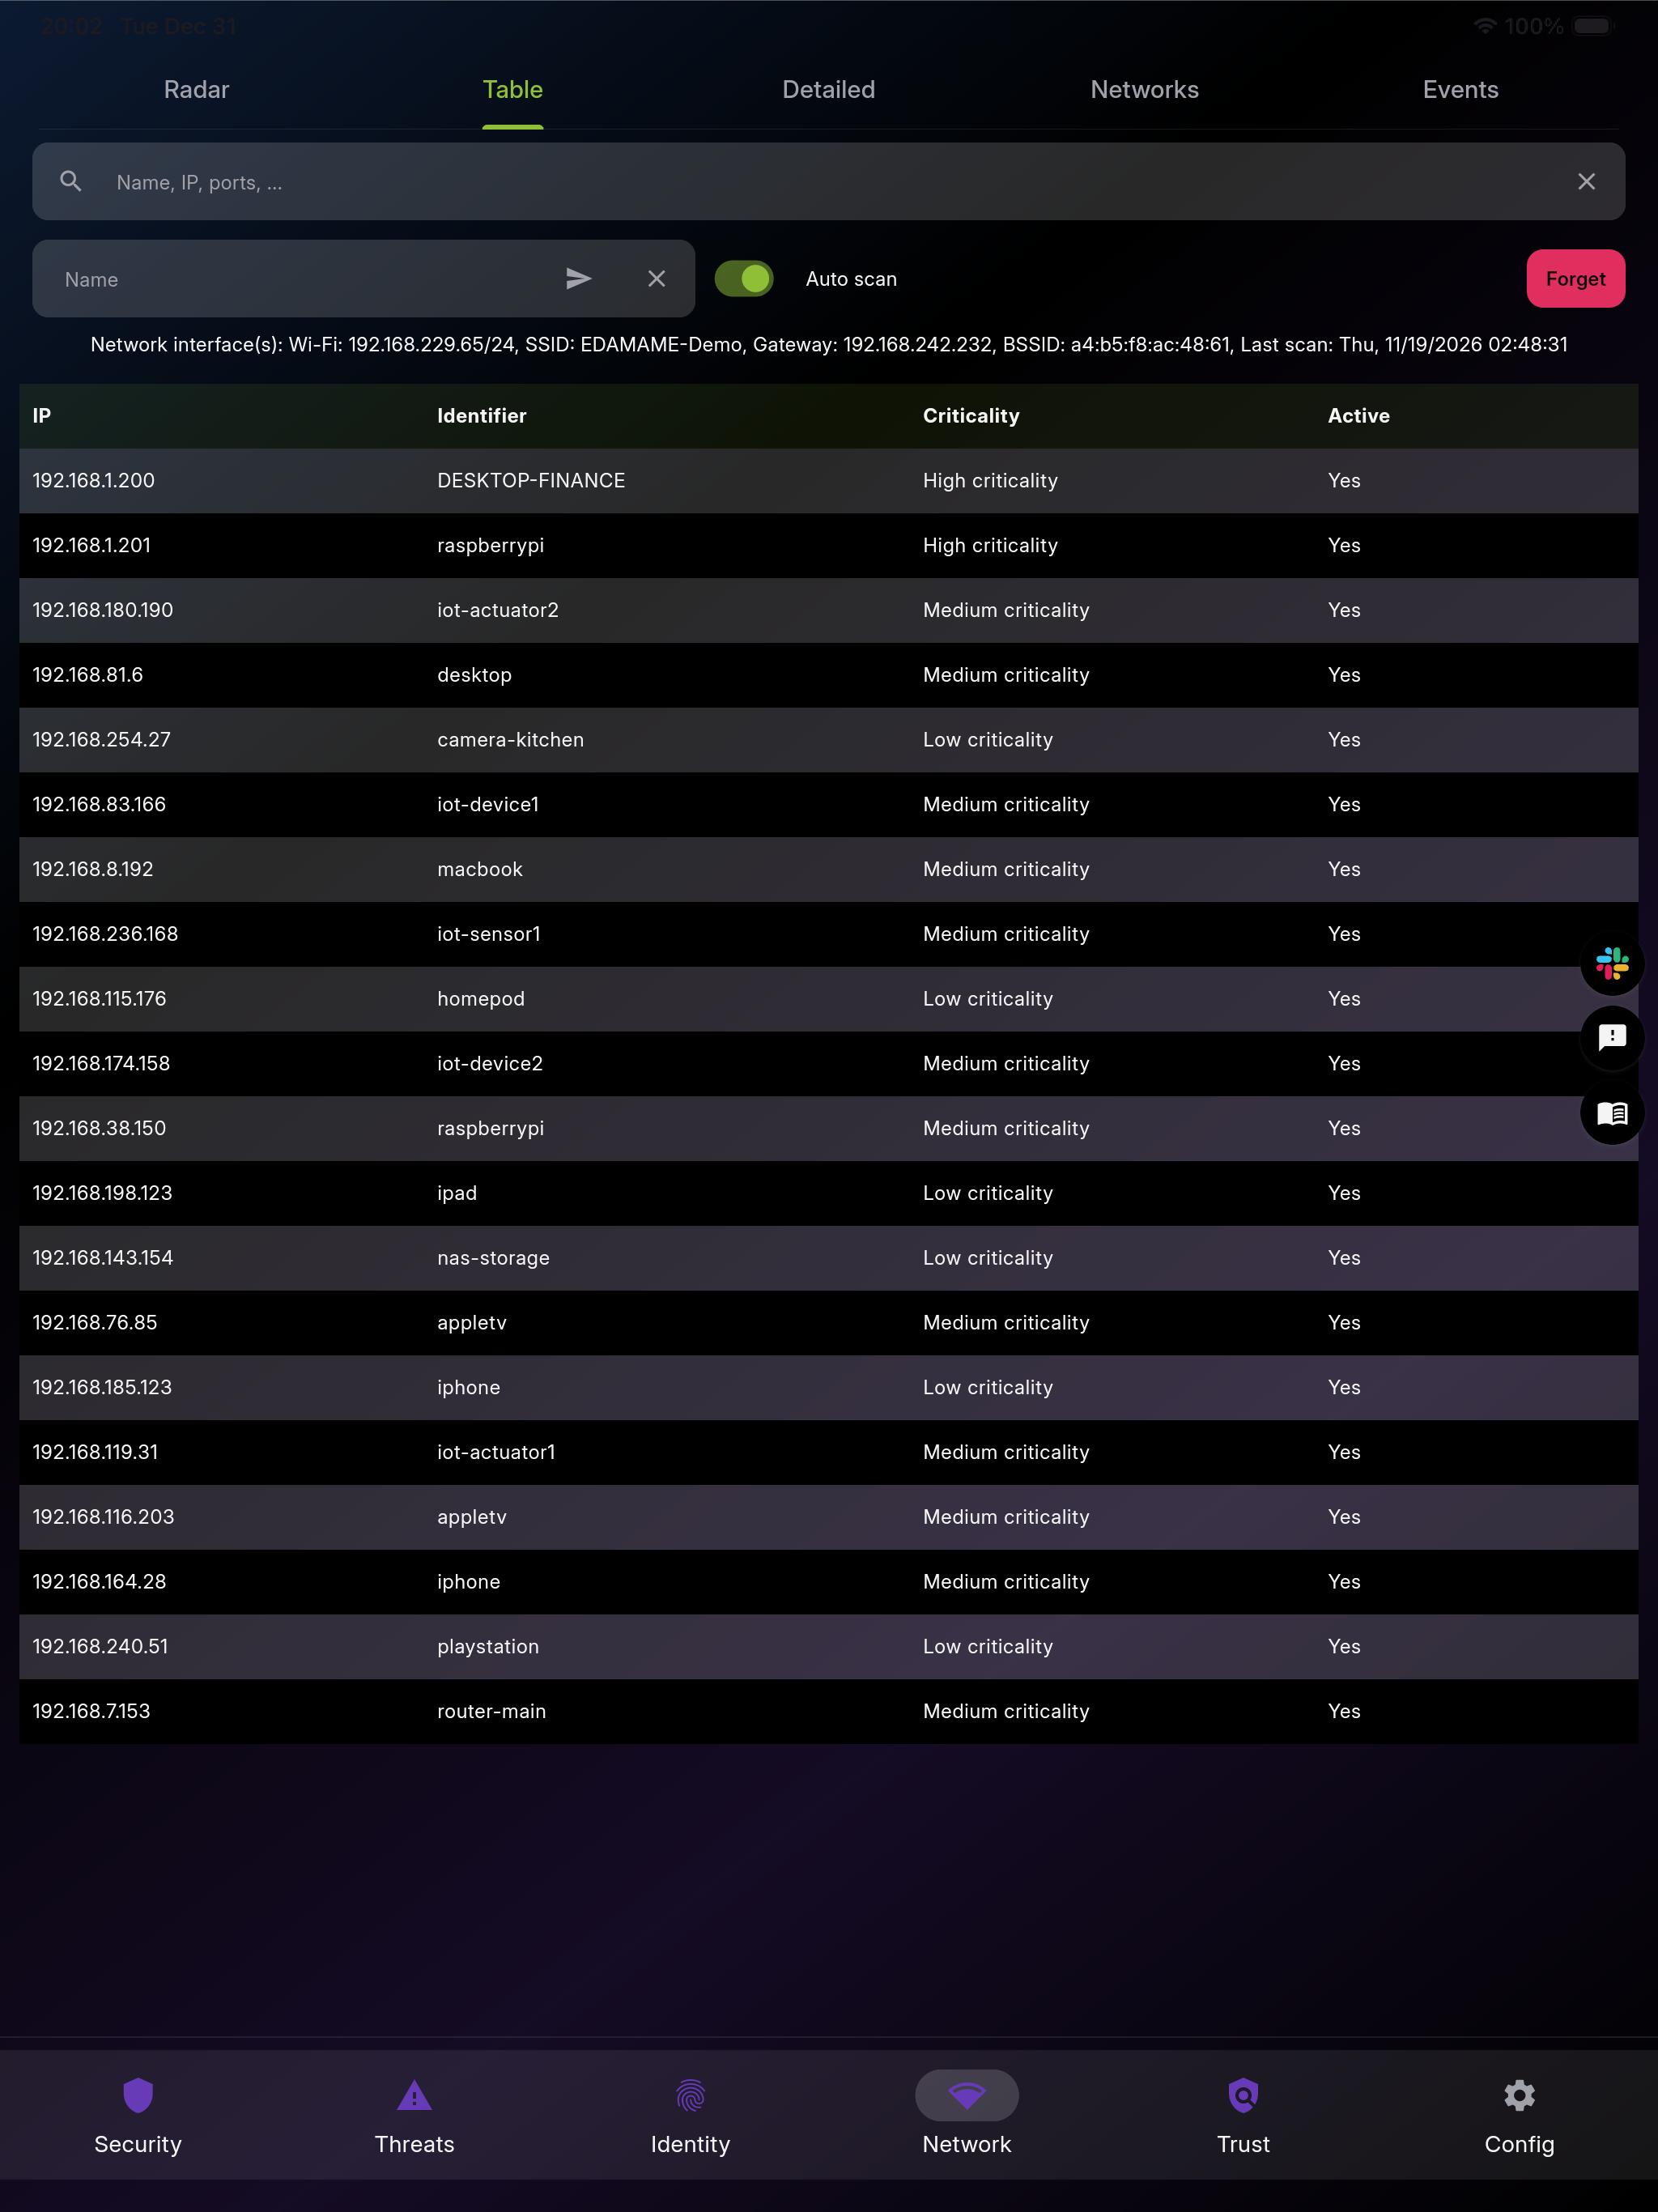 20:02 Tue Dec 31 100%
Radar Table Detailed Networks Events
Name, IP, ports, ...
Name Auto scan Forget
Network interface(s): Wi-Fi: 192.168.229.65/24, SSID: EDAMAME-Demo, Gateway: 192.168.242.232, BSSID: a4:b5:f8:ac:48:61, Last scan: Thu, 11/19/2026 02:48:31
IP Identifier Criticality Active
192.168.1.200 DESKTOP-FINANCE High criticality Yes
192.168.1.201 raspberrypi High criticality Yes
192.168.180.190 iot-actuator2 Medium criticality Yes
192.168.81.6 desktop Medium criticality Yes
192.168.254.27 camera-kitchen Low criticality Yes
192.168.83.166 iot-device1 Medium criticality Yes
192.168.8.192 macbook Medium criticality Yes
192.168.236.168 iot-sensor1 Medium criticality Yes
192.168.115.176 homepod Low criticality Yes
192.168.174.158 iot-device2 Medium criticality Yes
192.168.38.150 raspberrypi Medium criticality Yes
192.168.198.123 ipad Low criticality Yes
192.168.143.154 nas-storage Low criticality Yes
192.168.76.85 appletv Medium criticality Yes
192.168.185.123 iphone Low criticality Yes
192.168.119.31 iot-actuator1 Medium criticality Yes
192.168.116.203 appletv Medium criticality Yes
192.168.164.28 iphone Medium criticality Yes
192.168.240.51 playstation Low criticality Yes
192.168.7.153 router-main Medium criticality Yes
Security Threats Identity Network Trust Config